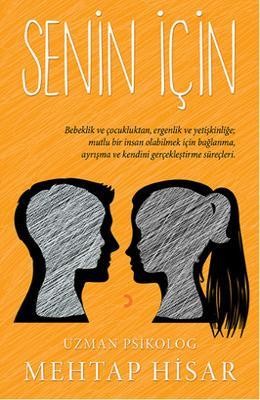 SENİN İÇİN
Bebeklik ve çocukluktan, ergenlik ve yetişkinliğe;
mutlu bir insan olabilmek için bağlanma,
ayrışma ve kendini gerçekleştirme süreçleri.
UZMAN PSİKOLOG
MEHTAP HİSAR